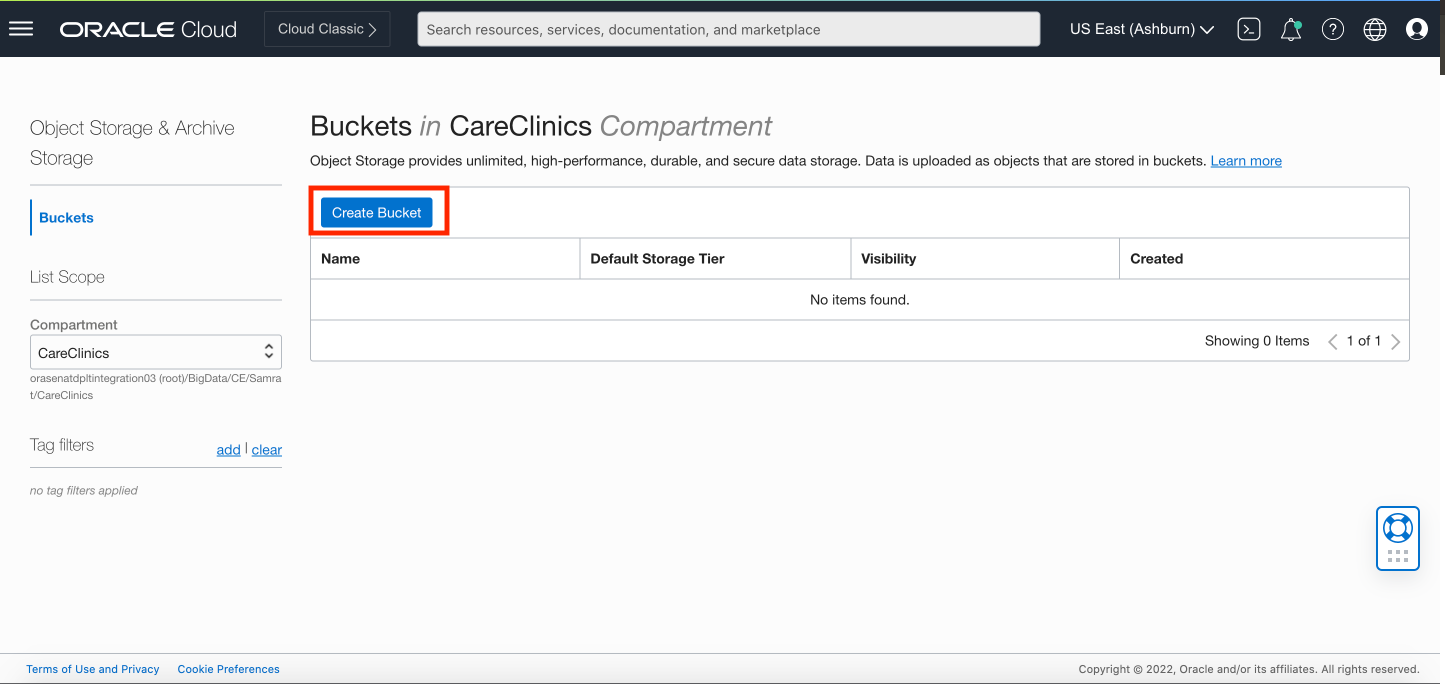 ORACLE Cloud
Cloud Classic
Search resources, services, documentation, and marketplace
US East (Ashburn)
Object Storage & Archive
Storage
Buckets
List Scope
Compartment
CareClinics
orasenatdpltintegration03 (root)/BigData/CE/Samra
t/CareClinics
Tag filters
add | clear
no tag filters applied
Buckets in CareClinics Compartment
Object Storage provides unlimited, high-performance, durable, and secure data storage. Data is uploaded as objects that are stored in buckets. Learn more
Create Bucket
Name Default Storage Tier Visibility Created
No items found.
Showing 0 Items < 1 of 1 >
Terms of Use and Privacy Cookie Preferences
Copyright © 2022, Oracle and/or its affiliates. All rights reserved.